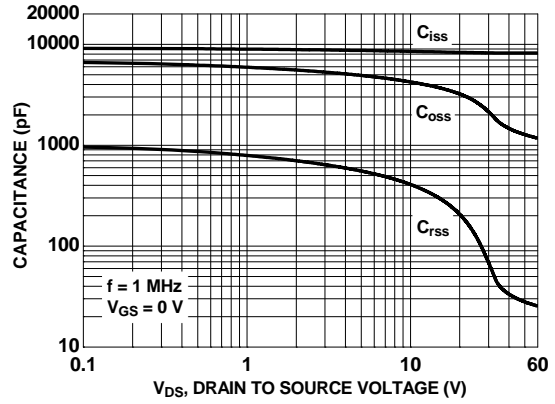 20000
10000
1000
100
10
CAPACITANCE (pF)
Ciss
Coss
Crss
f = 1 MHz
VGS = 0 V
0.1
1
10
60
VDS, DRAIN TO SOURCE VOLTAGE (V)